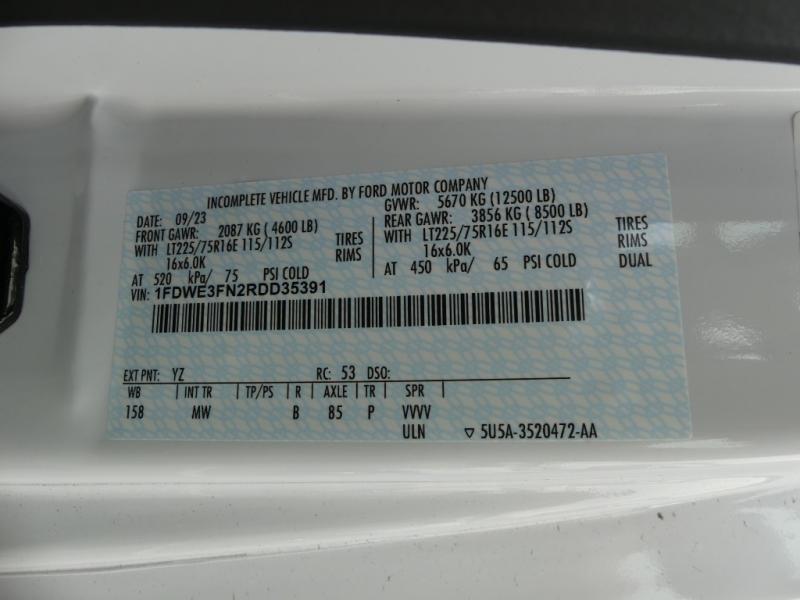 INCOMPLETE VEHICLE MFD. BY FORD MOTOR COMPANY
DATE: 09/23 GVWR: 5670 KG (12500 LB)
FRONT GAWR: 2087 KG ( 4600 LB) REAR GAWR: 3856 KG ( 8500 LB)
WITH LT225/75R16E 115/112S TIRES WITH LT225/75R16E 115/112S TIRES
16x6.0K RIMS 16x6.0K RIMS
AT 520 kPa/ 75 PSI COLD AT 450 kPa/ 65 PSI COLD DUAL
VIN: 1FDWE3FN2RDD35391
EXT PNT: YZ RC: 53 DSO:
WB INT TR TP/PS R AXLE TR SPR
158 MW B 85 P VVVV
ULN ▽ 5U5A-3520472-AA